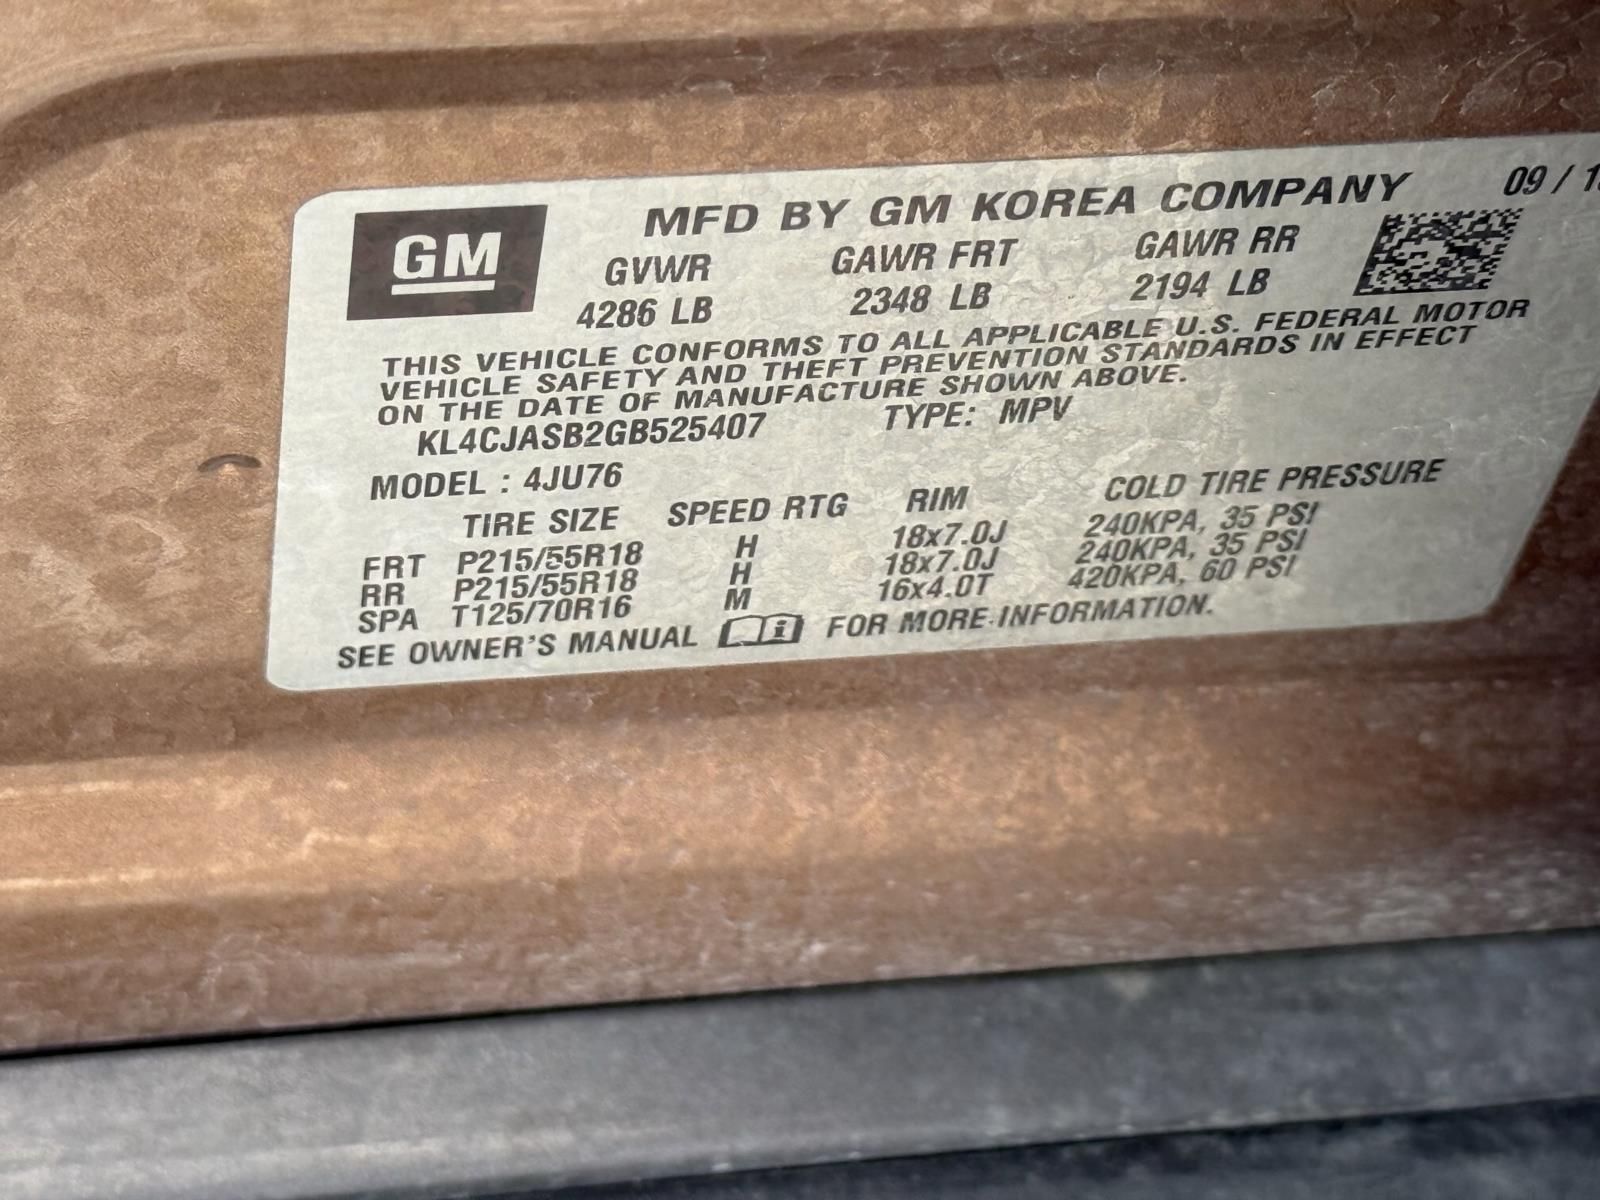 GM
MFD BY GM KOREA COMPANY 09 / 1
GVWR GAWR FRT GAWR RR
4286 LB 2348 LB 2194 LB
THIS VEHICLE CONFORMS TO ALL APPLICABLE U.S. FEDERAL MOTOR
VEHICLE SAFETY AND THEFT PREVENTION STANDARDS IN EFFECT
ON THE DATE OF MANUFACTURE SHOWN ABOVE.
KL4CJASB2GB525407 TYPE: MPV
MODEL : 4JU76
TIRE SIZE SPEED RTG RIM COLD TIRE PRESSURE
FRT P215/55R18 H 18x7.0J 240KPA, 35 PSI
RR P215/55R18 H 18x7.0J 240KPA, 35 PSI
SPA T125/70R16 M 16x4.0T 420KPA, 60 PSI
SEE OWNER'S MANUAL FOR MORE INFORMATION.